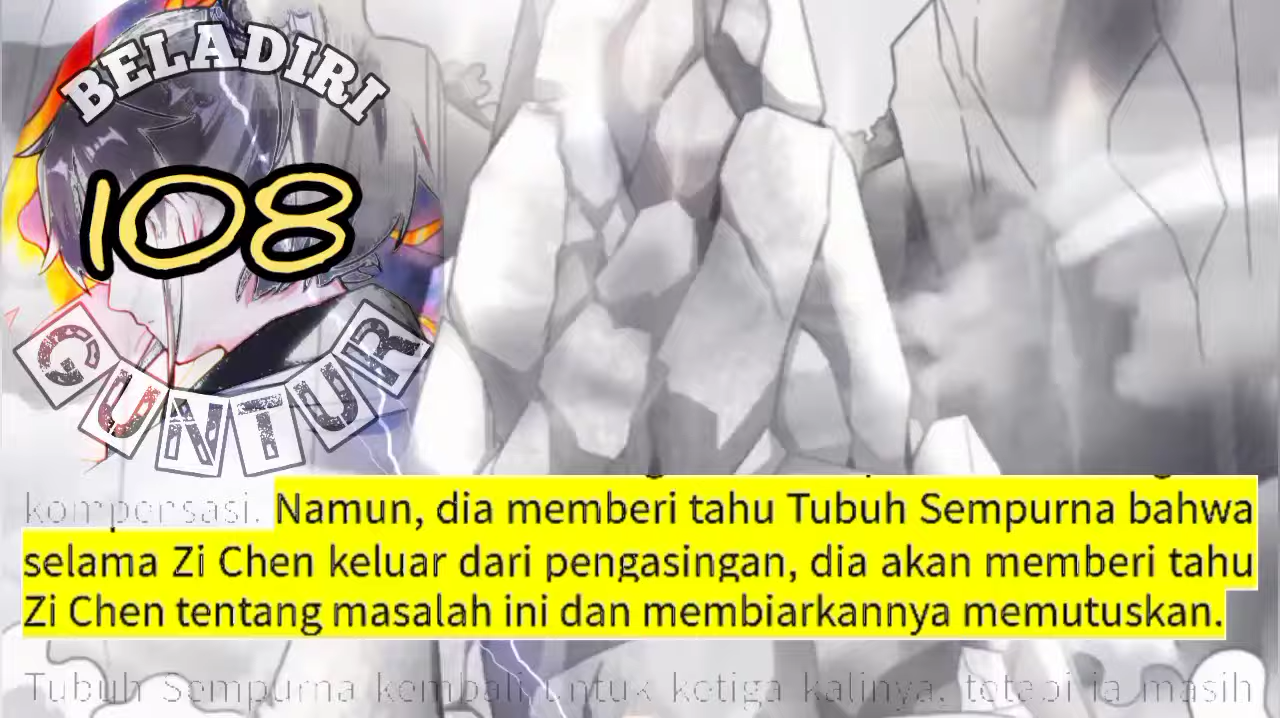 BELADIRI
108
GUNTUR
kompensasi. Namun, dia memberi tahu Tubuh Sempurna bahwa
selama Zi Chen keluar dari pengasingan, dia akan memberi tahu
Zi Chen tentang masalah ini dan membiarkannya memutuskan.
Tubuh Sempurna kembali untuk ketiga kalinya, tetapi ia masih